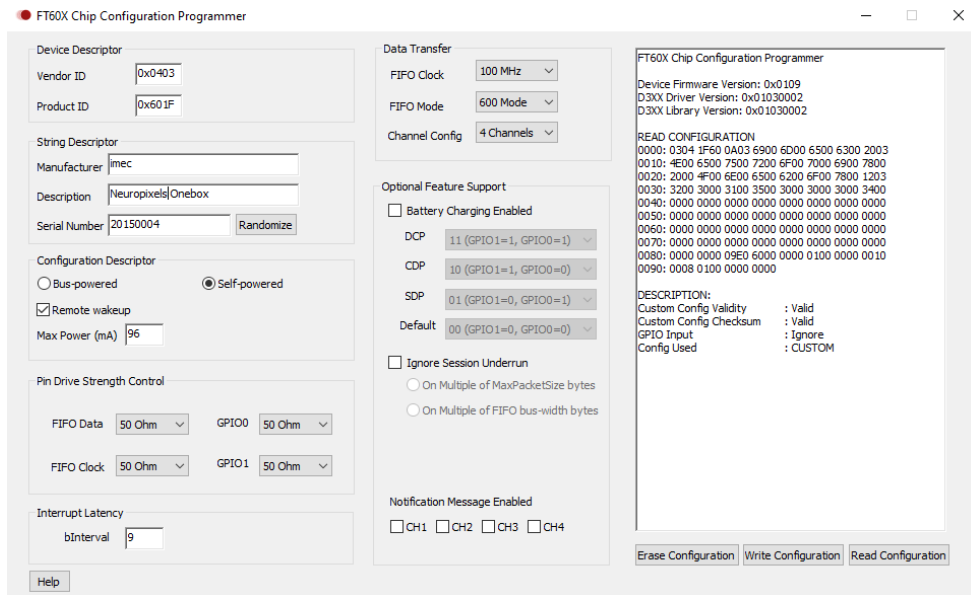 FT60X Chip Configuration Programmer
Device Descriptor
Vendor ID 0x0403
Product ID 0x601F
String Descriptor
Manufacturer imec
Description Neuropixels Onebox
Serial Number 20150004 Randomize
Configuration Descriptor
Bus-powered Self-powered
Remote wakeup
Max Power (mA) 96
Pin Drive Strength Control
FIFO Data 50 Ohm GPIO0 50 Ohm
FIFO Clock 50 Ohm GPIO1 50 Ohm
Interrupt Latency
bInterval 9
Help
Data Transfer
FIFO Clock 100 MHz
FIFO Mode 600 Mode
Channel Config 4 Channels
Optional Feature Support
Battery Charging Enabled
DCP 11 (GPIO1=1, GPIO0=1)
CDP 10 (GPIO1=1, GPIO0=0)
SDP 01 (GPIO1=0, GPIO0=1)
Default 00 (GPIO1=0, GPIO0=0)
Ignore Session Underrun
On Multiple of MaxPacketSize bytes
On Multiple of FIFO bus-width bytes
Notification Message Enabled
CH1 CH2 CH3 CH4
FT60X Chip Configuration Programmer
Device Firmware Version: 0x0109
D3XX Driver Version: 0x01030002
D3XX Library Version: 0x01030002
READ CONFIGURATION
0000: 0304 1F60 0A03 6900 6D00 6500 6300 2003
0010: 4E00 6500 7500 7200 6F00 7000 6900 7800
0020: 2000 4F00 6E00 6500 6200 6F00 7800 1203
0030: 3200 3000 3100 3500 3000 3000 3000 3400
0040: 0000 0000 0000 0000 0000 0000 0000 0000
0050: 0000 0000 0000 0000 0000 0000 0000 0000
0060: 0000 0000 0000 0000 0000 0000 0000 0000
0070: 0000 0000 0000 0000 0000 0000 0000 0000
0080: 0000 0000 09E0 6000 0000 0100 0000 0010
0090: 0008 0100 0000 0000
DESCRIPTION:
Custom Config Validity : Valid
Custom Config Checksum : Valid
GPIO Input : Ignore
Config Used : CUSTOM
Erase Configuration Write Configuration Read Configuration